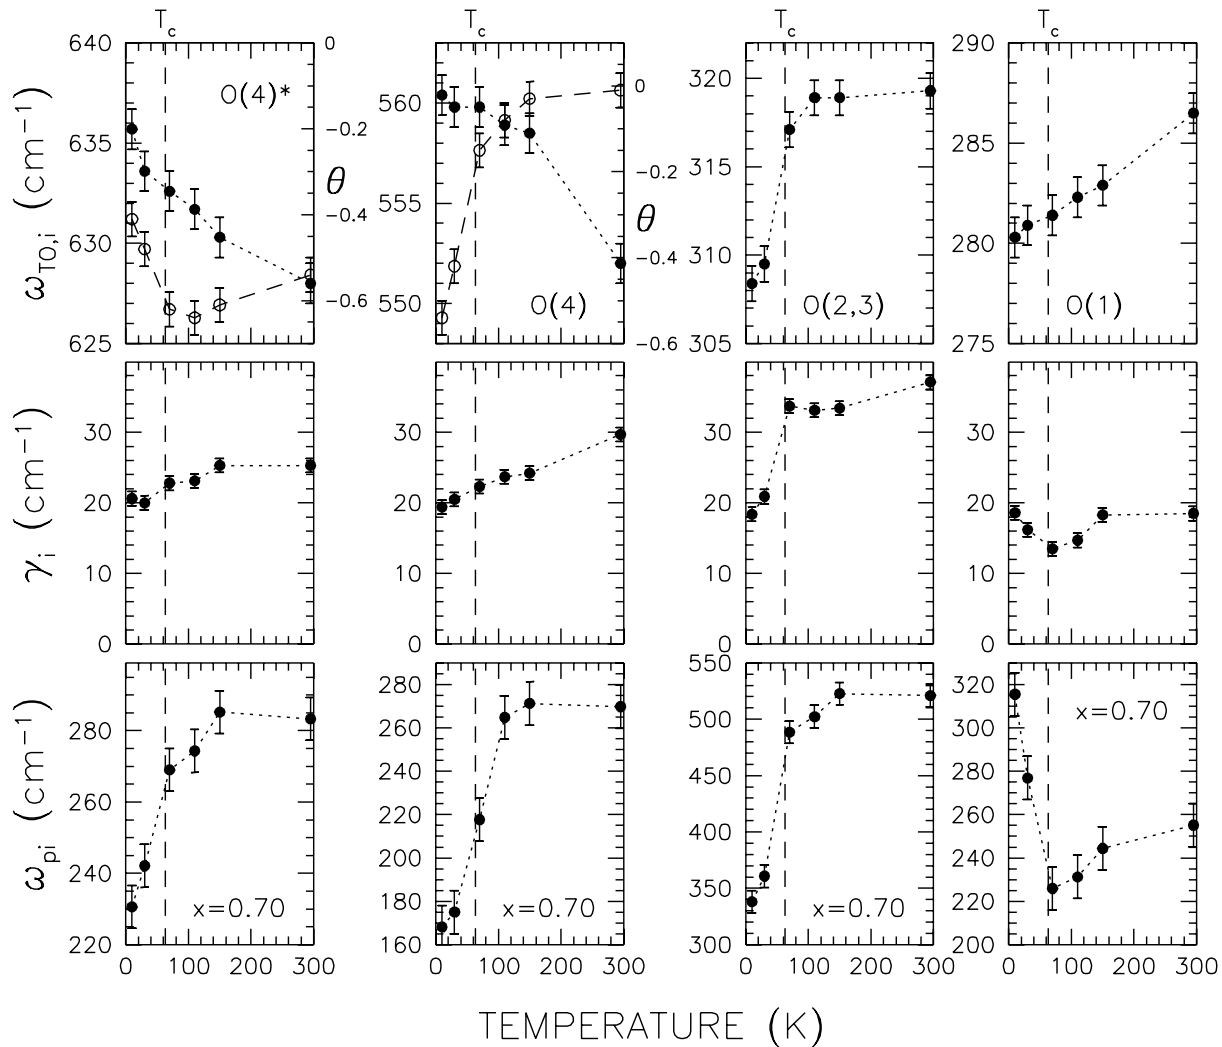 T_c T_c T_c T_c
640 0 560 0 320 290
O(4)*
635 -0.2 -0.2 315 285
ω_TO,i (cm⁻¹)
θ θ
630 -0.4 555 -0.4 310 280
-0.6 550 O(4) O(2,3) O(1)
625 -0.6 305 275
γ_i (cm⁻¹)
30 30 30 30
20 20 20 20
10 10 10 10
0 0 0 0
ω_pi (cm⁻¹)
280 280 550 320
260 500 300
x=0.70
260 240 450 280
220 400 260
240 200 350 240
x=0.70 x=0.70 x=0.70
180 220
220 160 300 200
0 100 200 300 0 100 200 300 0 100 200 300 0 100 200 300
TEMPERATURE (K)